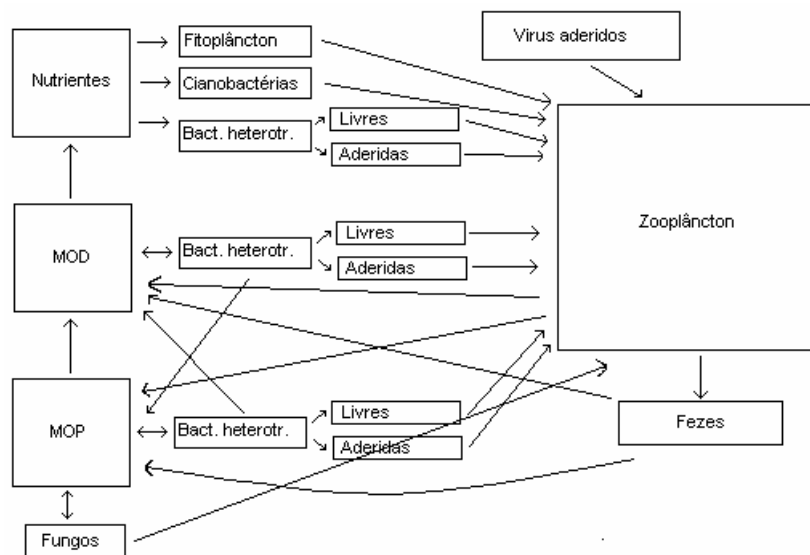 Nutrientes
Fitoplâncton
Cianobactérias
Bact. heterotr.
Livres
Aderidas
Virus aderidos
Zooplâncton
MOD
Bact. heterotr.
Livres
Aderidas
MOP
Bact. heterotr.
Livres
Aderidas
Fezes
Fungos